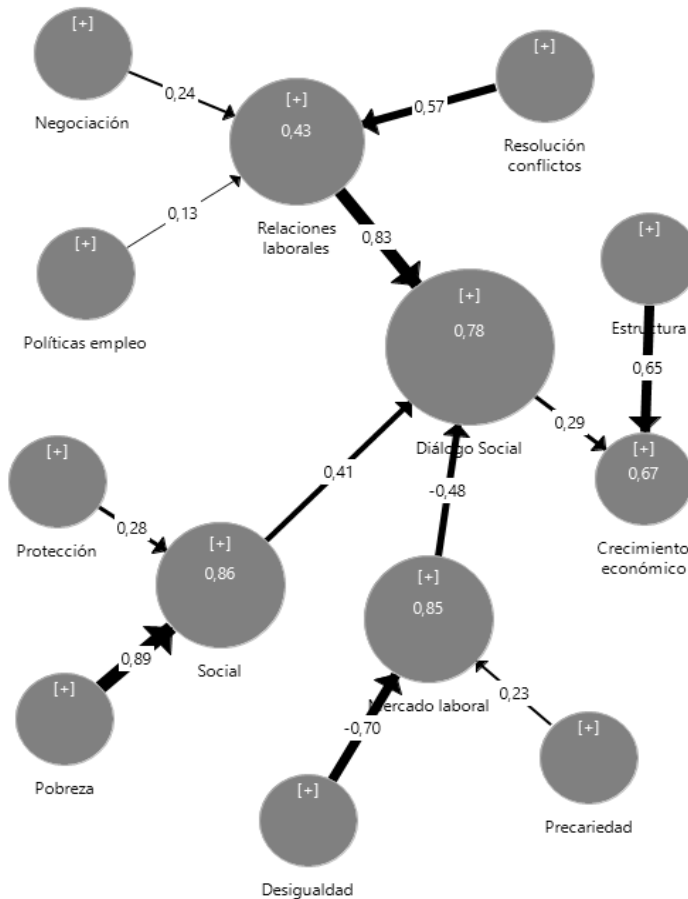 [+]
Negociación
[+]
Resolución
conflictos
[+]
0,43
Relaciones
laborales
0,24
0,57
[+]
Políticas empleo
0,13
0,83
[+]
0,78
Diálogo Social
[+]
Estructura
0,65
0,29
[+]
0,67
Crecimiento
económico
0,41
-0,48
[+]
Protección
0,28
[+]
0,86
Social
[+]
0,85
Mercado laboral
0,89
[+]
Pobreza
-0,70
0,23
[+]
Precariedad
[+]
Desigualdad